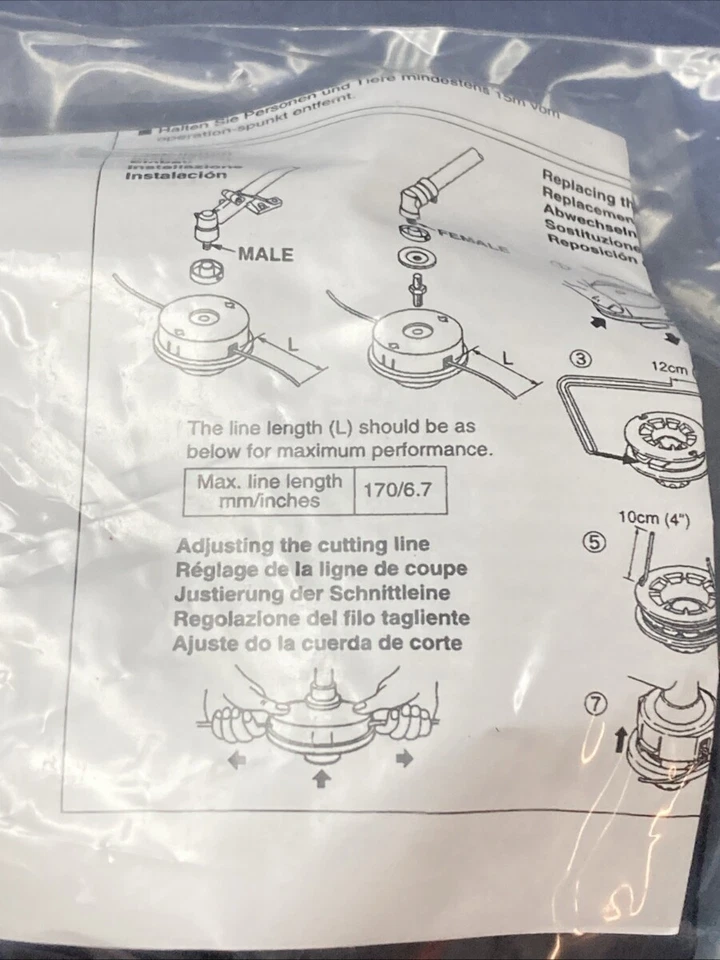 ■ Halten Sie Personen und Tiere mindestens 15m vom
operation-spunkt entfernt.
Installazione
Instalación
MALE
FEMALE
L
L
The line length (L) should be as
below for maximum performance.
Max. line length
mm/inches
170/6.7
Adjusting the cutting line
Réglage de la ligne de coupe
Justierung der Schnittleine
Regolazione del filo tagliente
Ajuste do la cuerda de corte
Replacing th
Replacemen
Abwechseln
Sostituzione
Reposición
③
12cm
⑤
10cm (4")
⑦